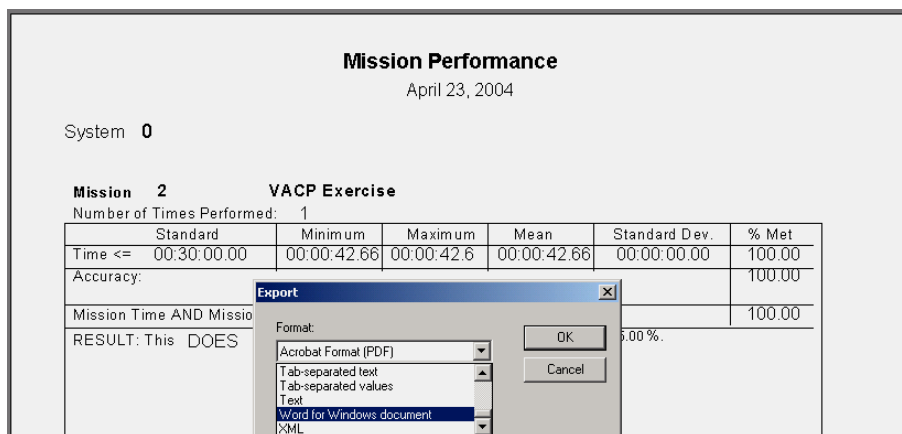 Mission Performance
April 23, 2004
System 0
Mission 2 VACP Exercise
Number of Times Performed: 1
Standard Minimum Maximum Mean Standard Dev. % Met
Time <= 00:30:00.00 00:00:42.66 00:00:42.6 00:00:42.66 00:00:00.00 100.00
Accuracy: 100.00
Export
Mission Time AND Missio 100.00
Format:
OK
RESULT: This DOES 5.00%.
Acrobat Format (PDF)
Tab-separated text
Cancel
Tab-separated values
Text
Word for Windows document
XML